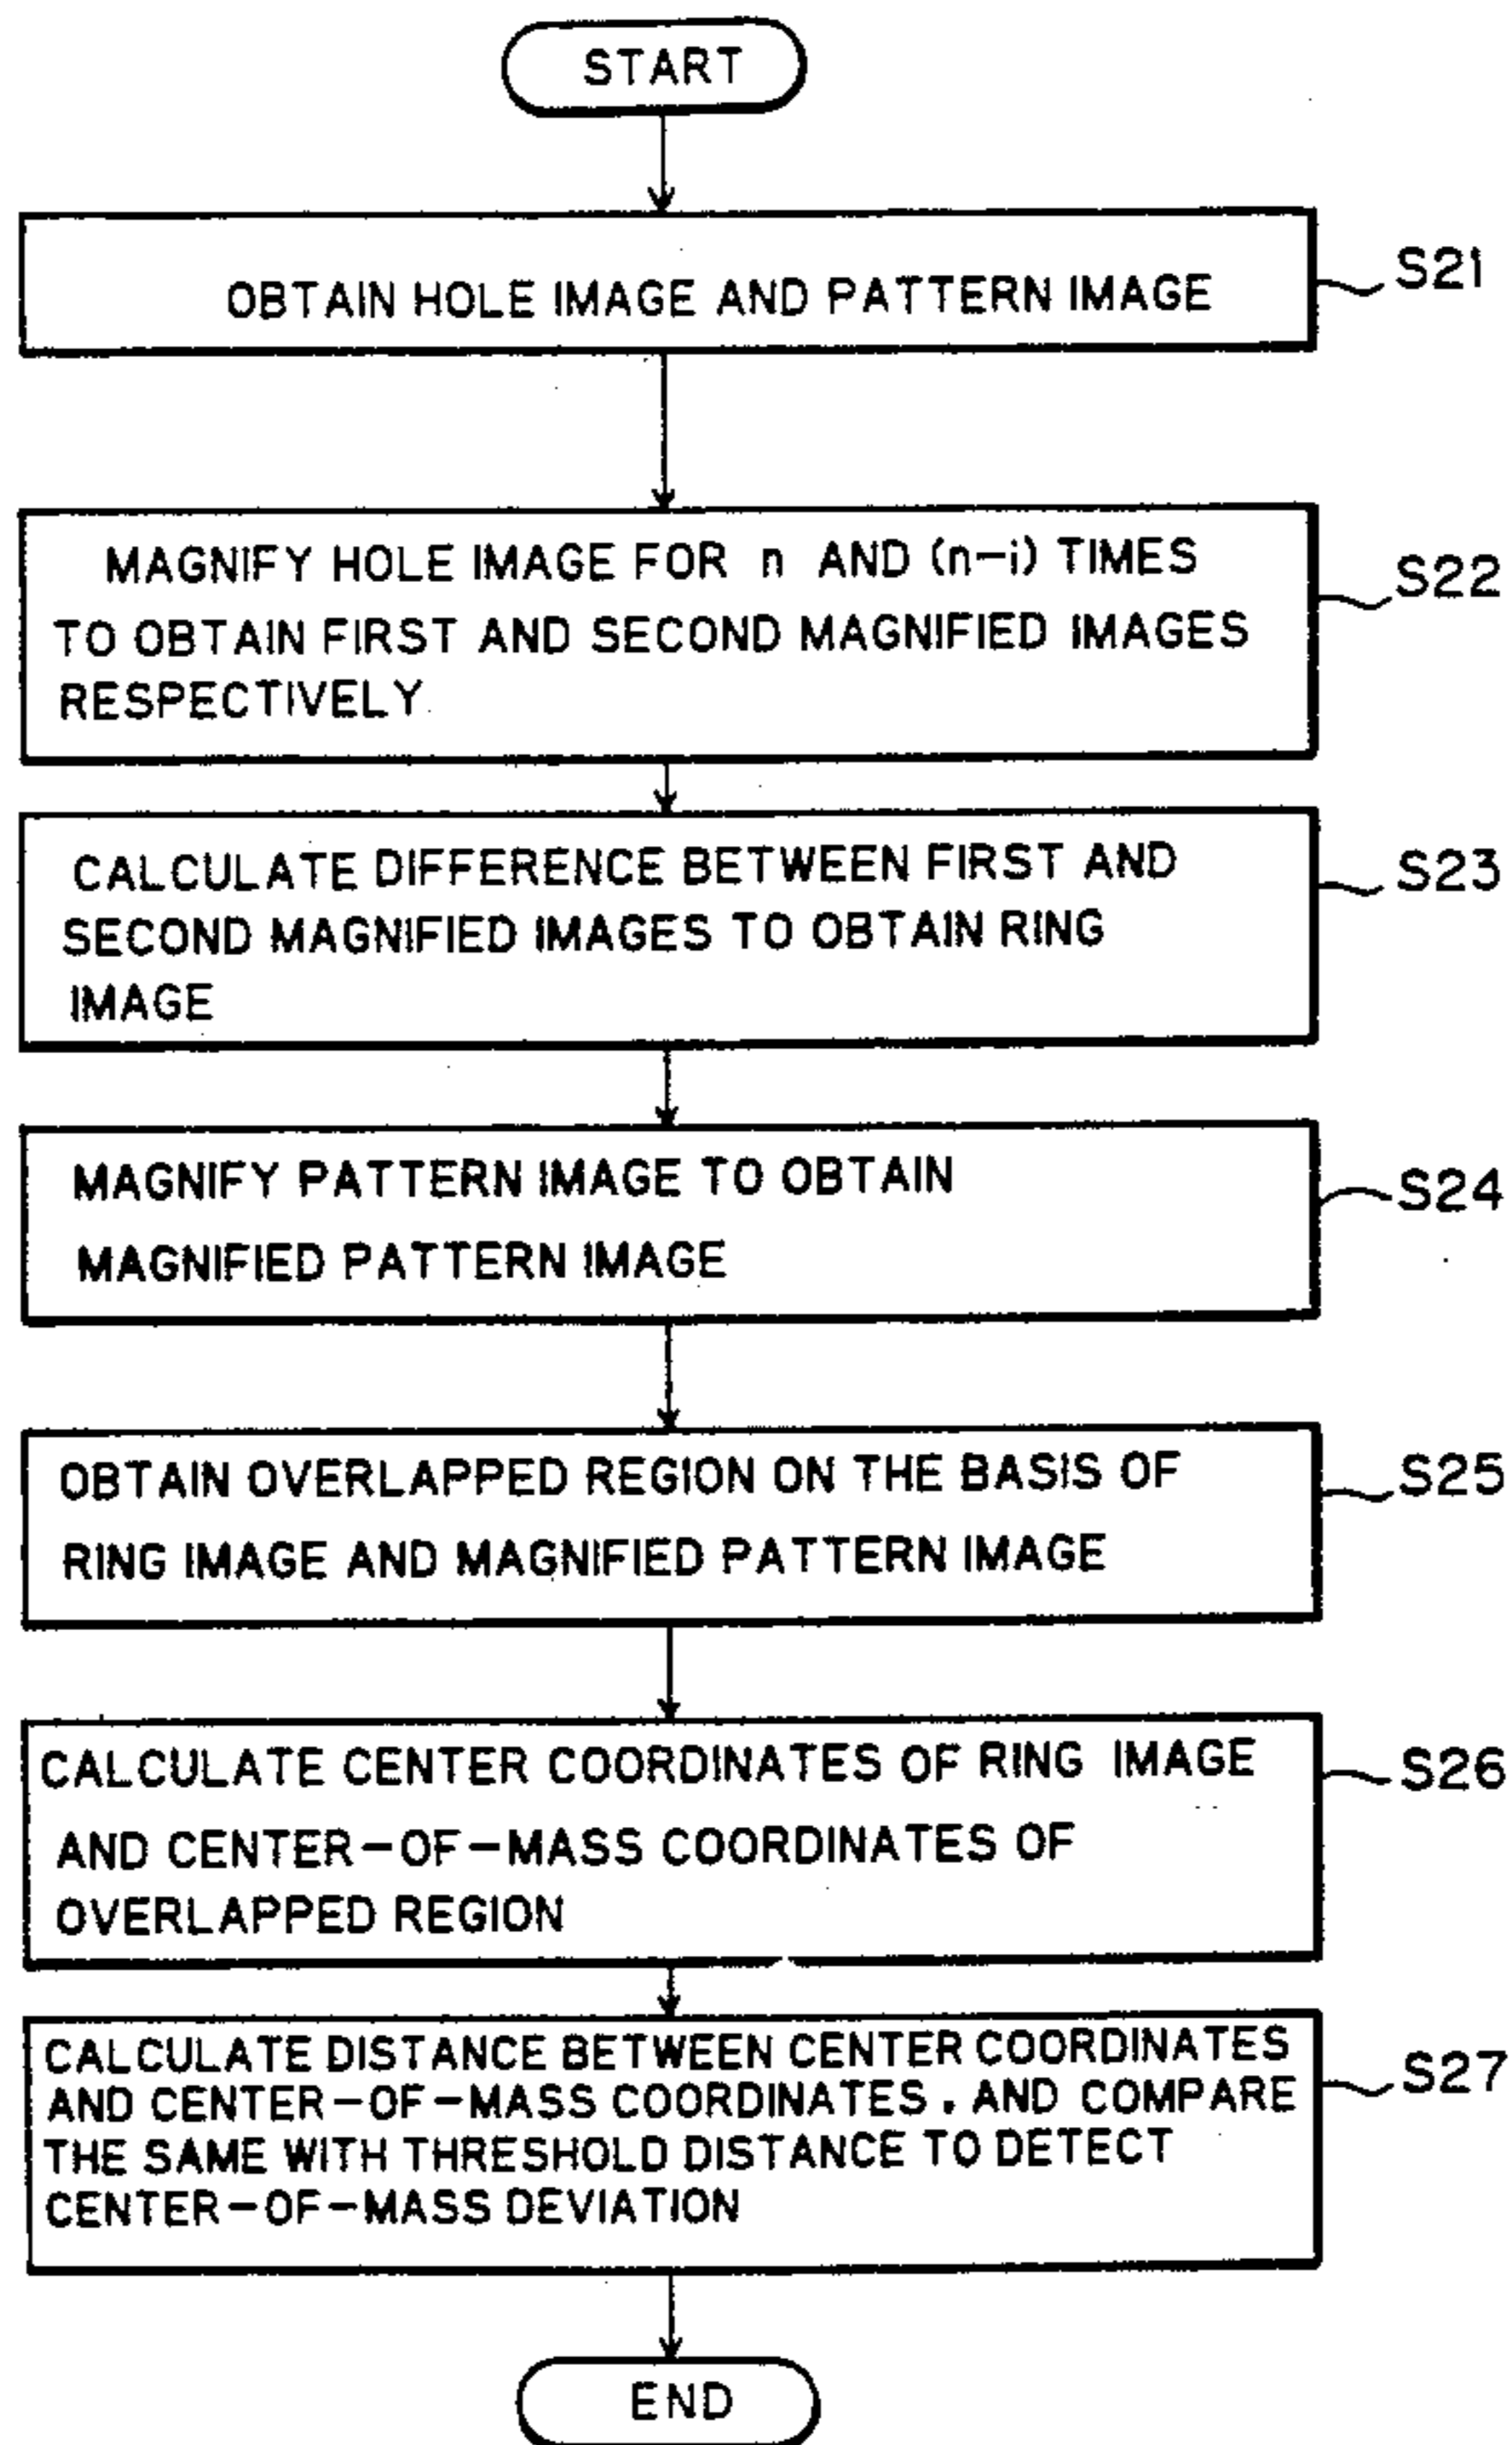 START
OBTAIN HOLE IMAGE AND PATTERN IMAGE
S21
MAGNIFY HOLE IMAGE FOR n AND (n-i) TIMES
TO OBTAIN FIRST AND SECOND MAGNIFIED IMAGES
RESPECTIVELY
S22
CALCULATE DIFFERENCE BETWEEN FIRST AND
SECOND MAGNIFIED IMAGES TO OBTAIN RING
IMAGE
S23
MAGNIFY PATTERN IMAGE TO OBTAIN
MAGNIFIED PATTERN IMAGE
S24
OBTAIN OVERLAPPED REGION ON THE BASIS OF
RING IMAGE AND MAGNIFIED PATTERN IMAGE
S25
CALCULATE CENTER COORDINATES OF RING IMAGE
AND CENTER-OF-MASS COORDINATES OF
OVERLAPPED REGION
S26
CALCULATE DISTANCE BETWEEN CENTER COORDINATES
AND CENTER-OF-MASS COORDINATES. AND COMPARE
THE SAME WITH THRESHOLD DISTANCE TO DETECT
CENTER-OF-MASS DEVIATION
S27
END